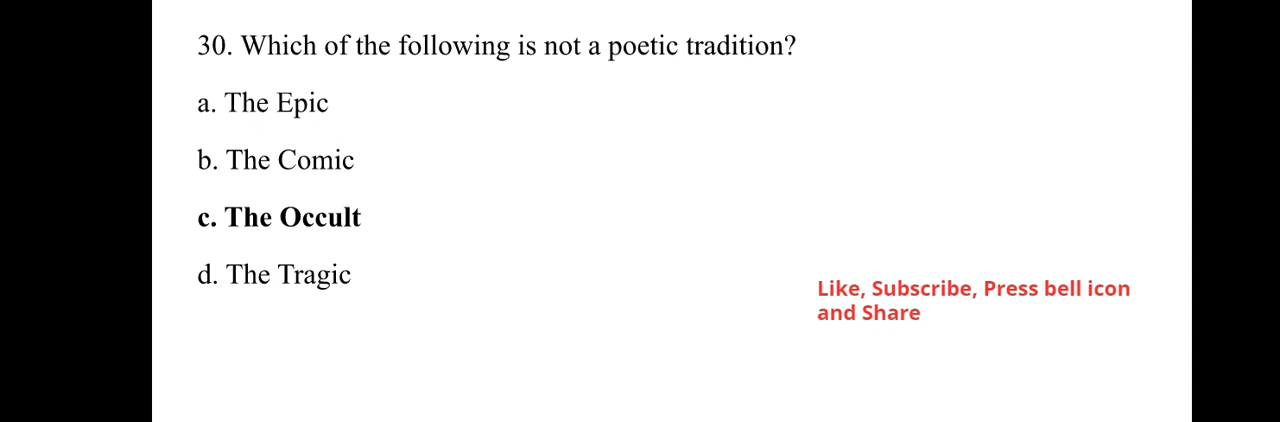 30. Which of the following is not a poetic tradition?
a. The Epic
b. The Comic
c. The Occult
d. The Tragic
Like, Subscribe, Press bell icon
and Share